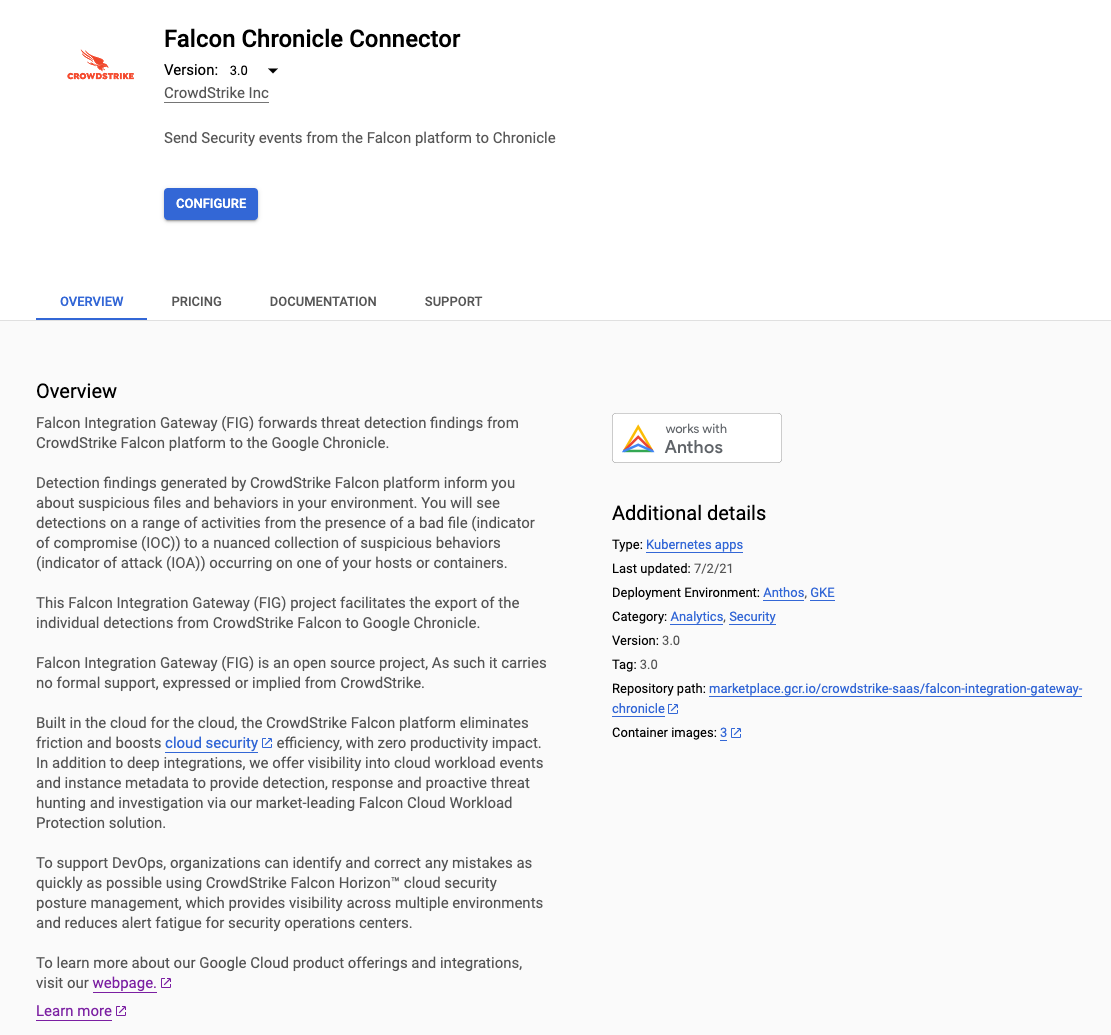 Falcon Chronicle Connector
CROWDSTRIKE
Version: 3.0
CrowdStrike Inc
Send Security events from the Falcon platform to Chronicle
CONFIGURE
OVERVIEW PRICING DOCUMENTATION SUPPORT
Overview
Falcon Integration Gateway (FIG) forwards threat detection findings from
CrowdStrike Falcon platform to the Google Chronicle.
Detection findings generated by CrowdStrike Falcon platform inform you
about suspicious files and behaviors in your environment. You will see
detections on a range of activities from the presence of a bad file (indicator
of compromise (IOC)) to a nuanced collection of suspicious behaviors
(indicator of attack (IOA)) occurring on one of your hosts or containers.
This Falcon Integration Gateway (FIG) project facilitates the export of the
individual detections from CrowdStrike Falcon to Google Chronicle.
Falcon Integration Gateway (FIG) is an open source project, As such it carries
no formal support, expressed or implied from CrowdStrike.
Built in the cloud for the cloud, the CrowdStrike Falcon platform eliminates
friction and boosts cloud security efficiency, with zero productivity impact.
In addition to deep integrations, we offer visibility into cloud workload events
and instance metadata to provide detection, response and proactive threat
hunting and investigation via our market-leading Falcon Cloud Workload
Protection solution.
To support DevOps, organizations can identify and correct any mistakes as
quickly as possible using CrowdStrike Falcon Horizon™ cloud security
posture management, which provides visibility across multiple environments
and reduces alert fatigue for security operations centers.
To learn more about our Google Cloud product offerings and integrations,
visit our webpage.
Learn more
works with
Anthos
Additional details
Type: Kubernetes apps
Last updated: 7/2/21
Deployment Environment: Anthos, GKE
Category: Analytics, Security
Version: 3.0
Tag: 3.0
Repository path: marketplace.gcr.io/crowdstrike-saas/falcon-integration-gateway-
chronicle
Container images: 3